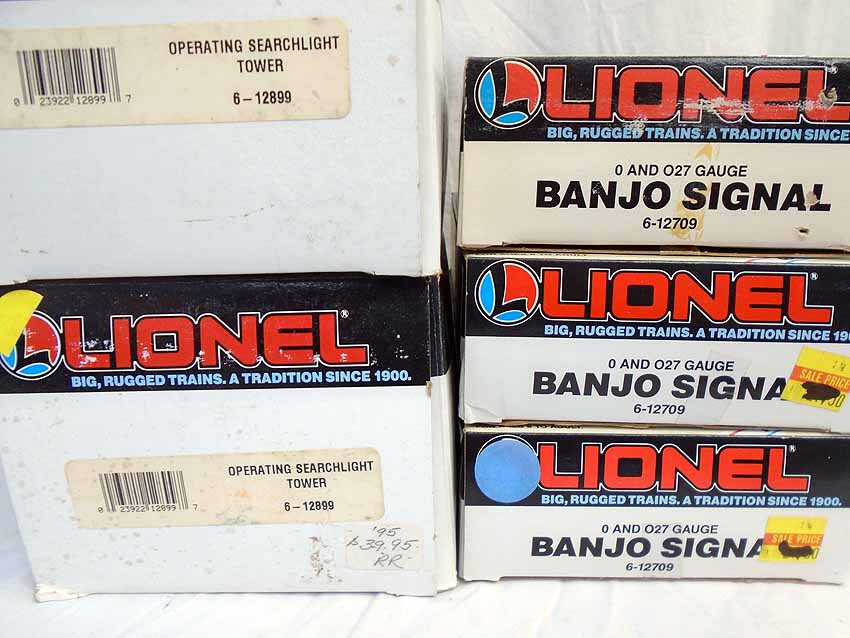 OPERATING SEARCHLIGHT
TOWER
6-12899
0 23922 12899 7
LIONEL®
BIG, RUGGED TRAINS. A TRADITION SINCE 1900.
OPERATING SEARCHLIGHT
TOWER
6-12899
0 23922 12899 7
'95
$39.95
RR
LIONEL
BIG, RUGGED TRAINS. A TRADITION SINCE
O AND O27 GAUGE
BANJO SIGNAL
6-12709
LIONEL®
BIG, RUGGED TRAINS. A TRADITION SINCE 190
O AND O27 GAUGE
BANJO SIGNA
6-12709
SALE PRICE
LIONEL®
BIG, RUGGED TRAINS. A TRADITION SINCE 1900.
O AND O27 GAUGE
BANJO SIGNA
6-12709
SALE PRICE